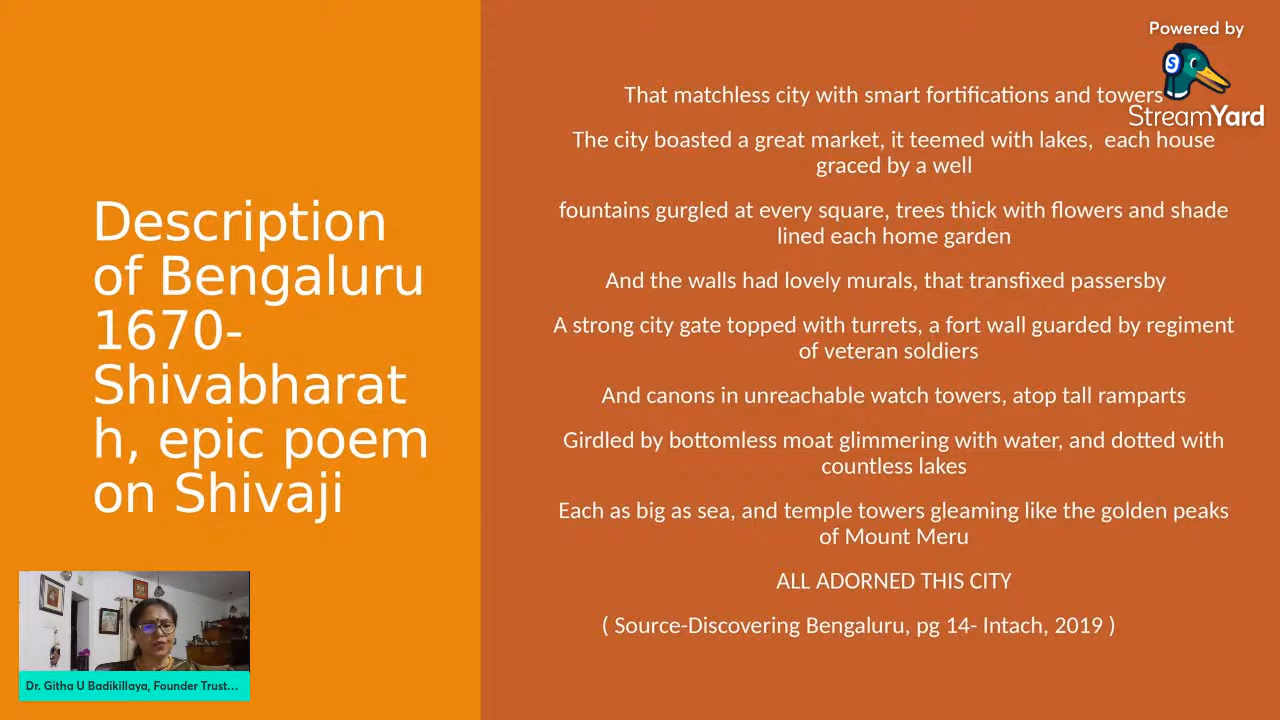 Powered by
StreamYard
Description
of Bengaluru
1670-
Shivabharat
h, epic poem
on Shivaji
That matchless city with smart fortifications and towers
The city boasted a great market, it teemed with lakes,  each house
graced by a well
fountains gurgled at every square, trees thick with flowers and shade
lined each home garden
And the walls had lovely murals, that transfixed passersby
A strong city gate topped with turrets, a fort wall guarded by regiment
of veteran soldiers
And canons in unreachable watch towers, atop tall ramparts
Girdled by bottomless moat glimmering with water, and dotted with
countless lakes
Each as big as sea, and temple towers gleaming like the golden peaks
of Mount Meru
ALL ADORNED THIS CITY
( Source-Discovering Bengaluru, pg 14- Intach, 2019 )
Dr. Githa U Badikillaya, Founder Trust...